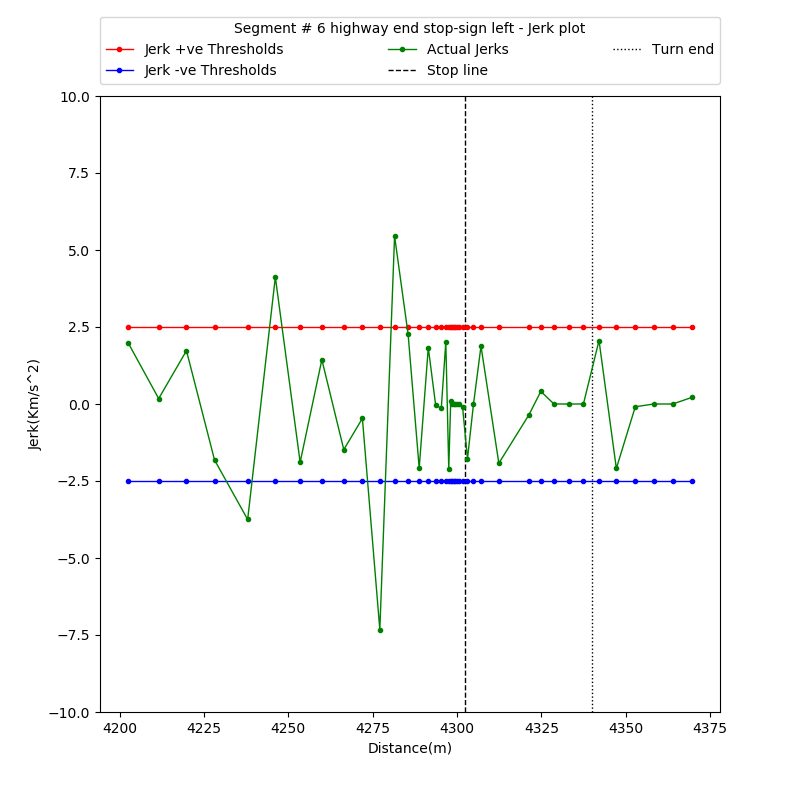 Segment # 6 highway end stop-sign left - Jerk plot
Jerk +ve Thresholds
Jerk -ve Thresholds
Actual Jerks
Stop line
Turn end
10.0
7.5
5.0
2.5
0.0
−2.5
−5.0
−7.5
−10.0
Jerk(Km/s^2)
4200 4225 4250 4275 4300 4325 4350 4375
Distance(m)